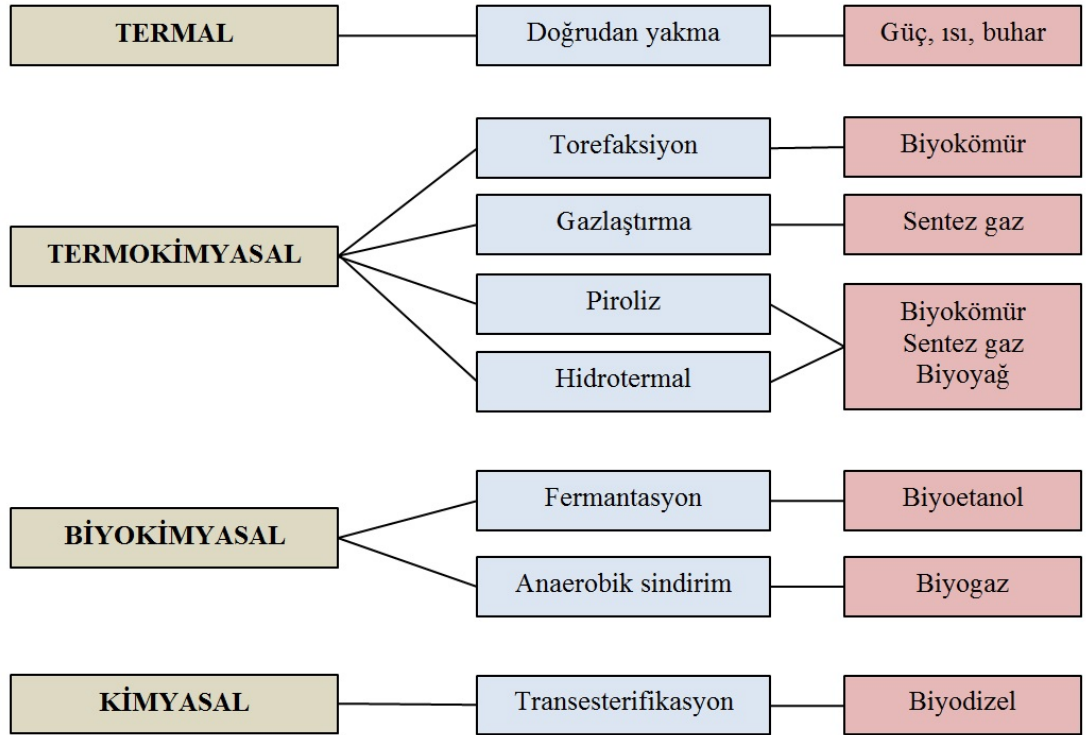 TERMAL
Doğrudan yakma
Güç, ısı, buhar
TERMOKİMYASAL
Torefaksiyon
Biyokömür
Gazlaştırma
Sentez gaz
Piroliz
Hidrotermal
Biyokömür
Sentez gaz
Biyoyağ
BİYOKİMYASAL
Fermantasyon
Biyoetanol
Anaerobik sindirim
Biyogaz
KİMYASAL
Transesterifikasyon
Biyodizel